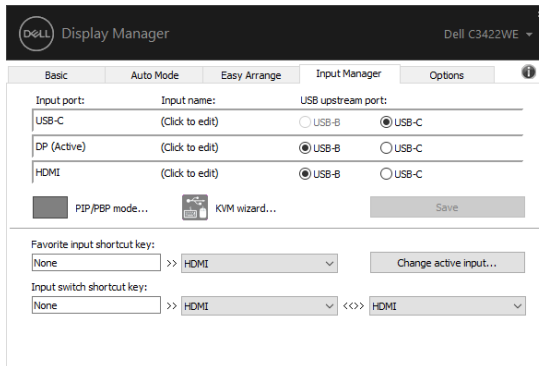 DELL Display Manager Dell C3422WE
Basic Auto Mode Easy Arrange Input Manager Options
Input port: Input name: USB upstream port:
USB-C (Click to edit) USB-B USB-C
DP (Active) (Click to edit) USB-B USB-C
HDMI (Click to edit) USB-B USB-C
PIP/PBP mode... KVM wizard... Save
Favorite input shortcut key:
None >> HDMI Change active input...
Input switch shortcut key:
None >> HDMI <<>> HDMI